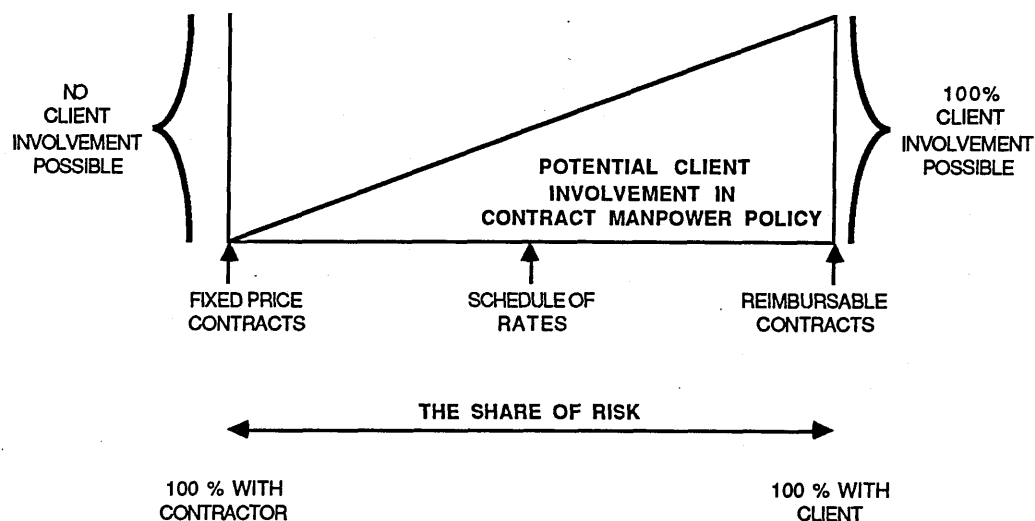 NO
CLIENT
INVOLVEMENT
POSSIBLE
100%
CLIENT
INVOLVEMENT
POSSIBLE
POTENTIAL CLIENT
INVOLVEMENT IN
CONTRACT MANPOWER POLICY
FIXED PRICE
CONTRACTS
SCHEDULE OF
RATES
REIMBURSABLE
CONTRACTS
THE SHARE OF RISK
100 % WITH
CONTRACTOR
100 % WITH
CLIENT